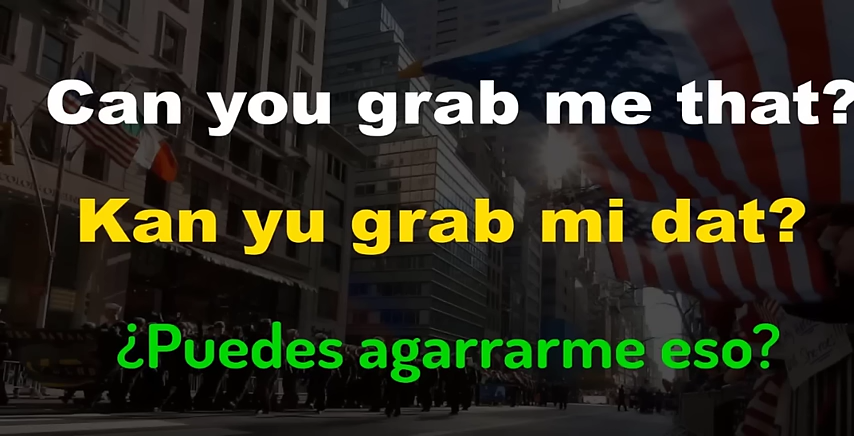 Can you grab me that?
Kan yu grab mi dat?
¿Puedes agarrarme eso?